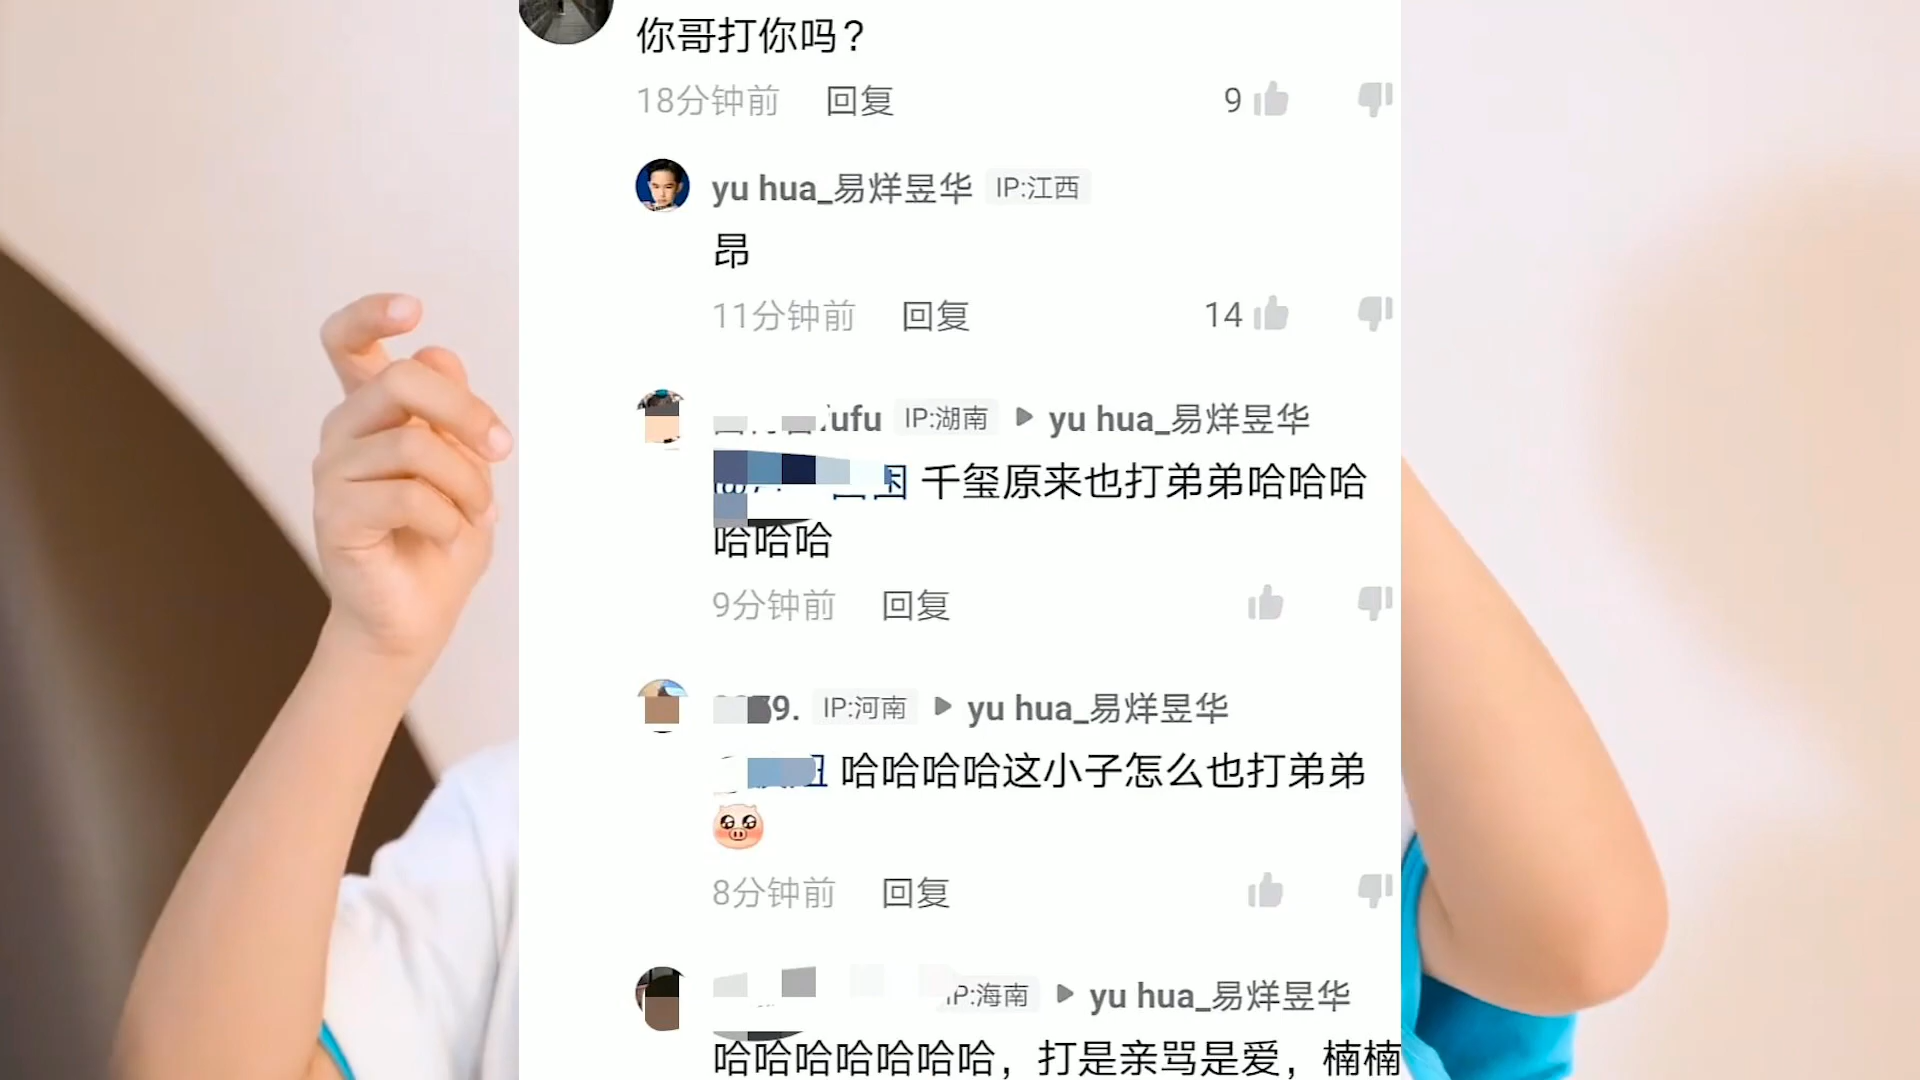 你哥打你吗？
18分钟前 回复 9
yu hua_易烊昱华 IP:江西
昂
11分钟前 回复 14
ufu IP:湖南 yu hua_易烊昱华
千玺原来也打弟弟哈哈哈
哈哈哈
9分钟前 回复
9. IP:河南 yu hua_易烊昱华
哈哈哈哈这小子怎么也打弟弟
8分钟前 回复
IP:海南 yu hua_易烊昱华
哈哈哈哈哈哈哈，打是亲骂是爱，楠楠